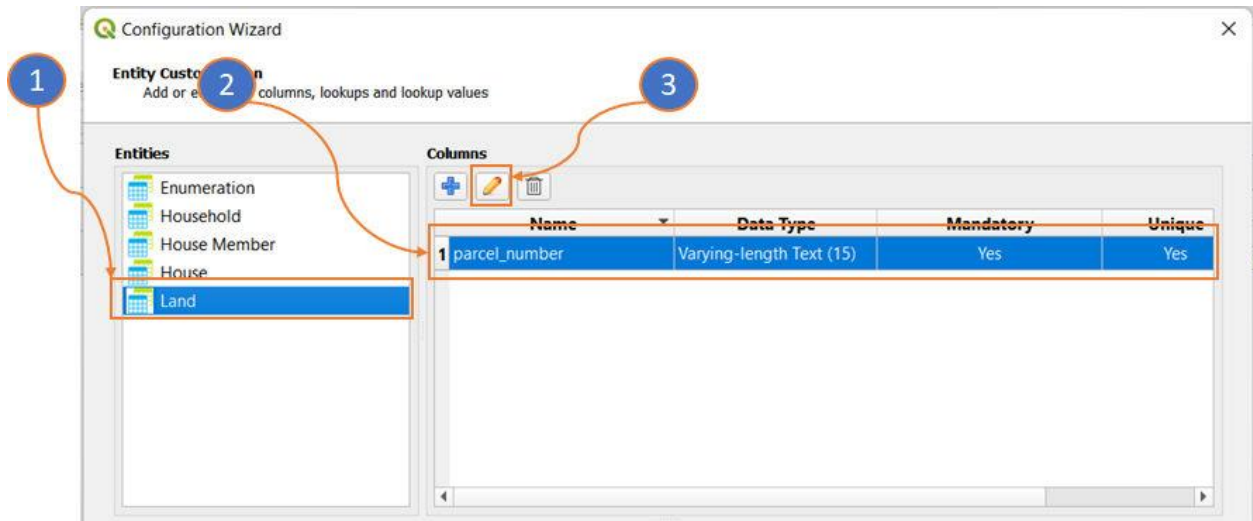 Configuration Wizard
1
Entity Custo n
2
3
Add or e columns, lookups and lookup values
Entities
Columns
Enumeration
Household
House Member
House
Land
Name Data Type Mandatory Unique
1 parcel_number Varying-length Text (15) Yes Yes